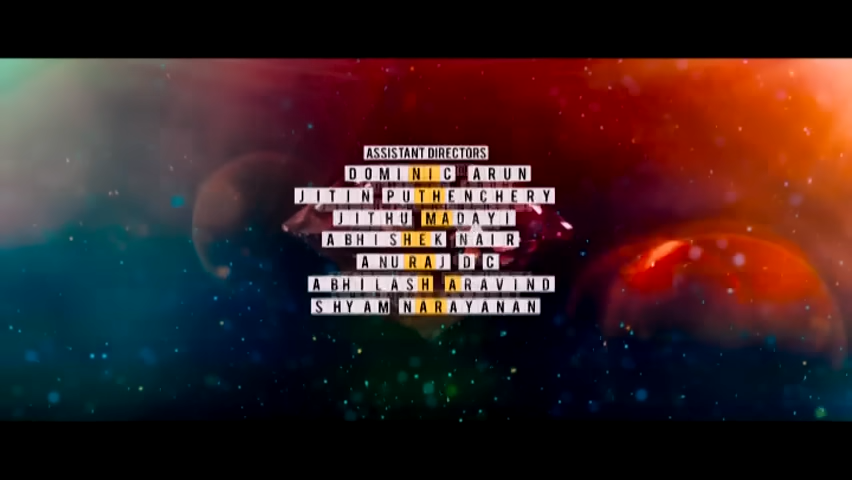 ASSISTANT DIRECTORS
DOMINIC ARUN
JITIN PUTHENCHERY
JITHU MADAYI
ABHISHEK NAIR
ANURAJ D C
ABHILASH ARAVIND
SHYAM NARAYANAN